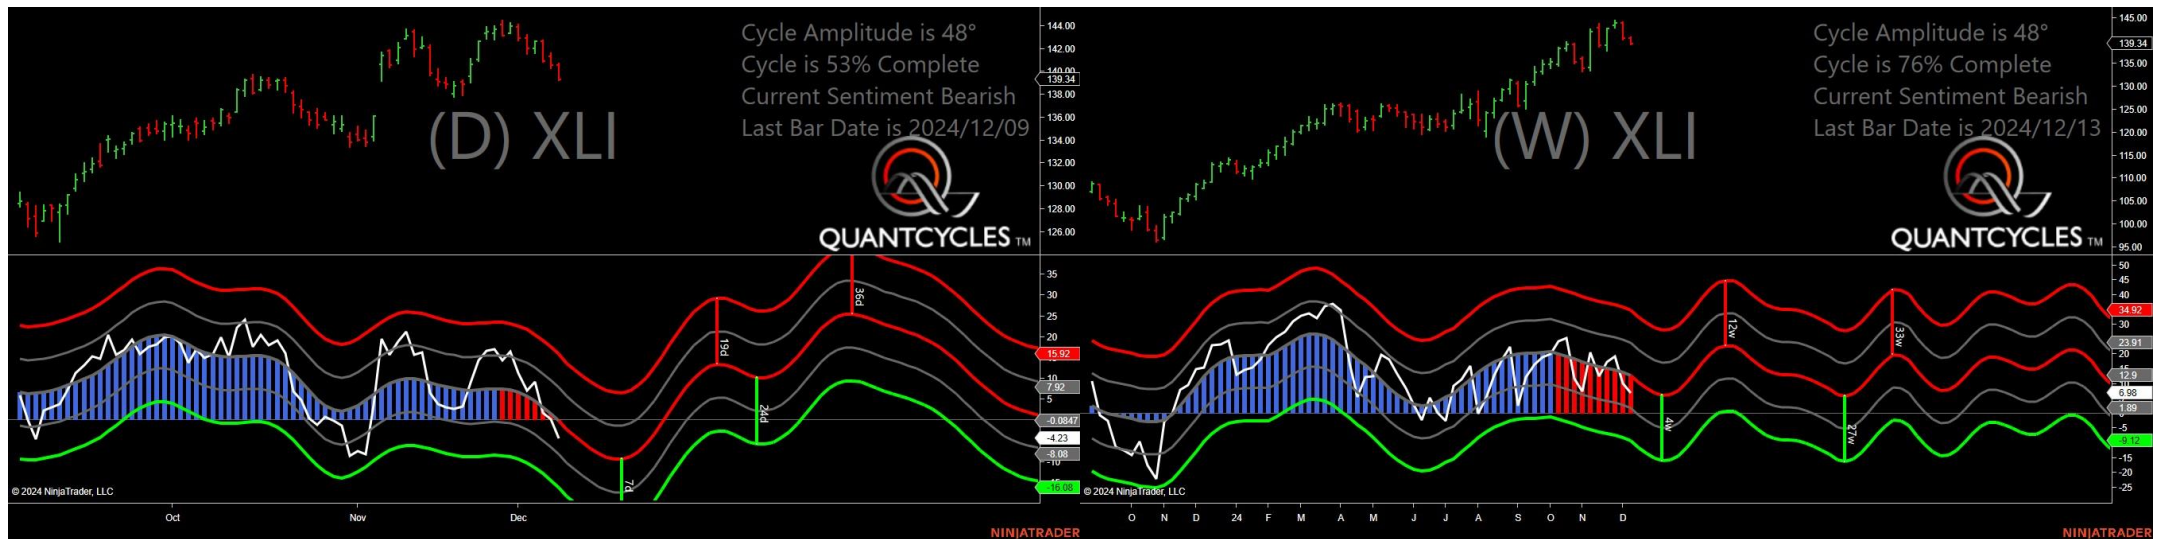 Cycle Amplitude is 48°
Cycle is 53% Complete
Current Sentiment Bearish
Last Bar Date is 2024/12/09
(D) XLI
QUANTCYCLES TM
144.00
142.00
140.00
139.34
138.00
136.00
134.00
132.00
130.00
128.00
126.00
35
30
25
20
15.92
10
7.92
5
-0.0847
-4.23
-8.08
-10
-16.08
7d
19d
24d
36d
© 2024 NinjaTrader, LLC
Oct Nov Dec
NINJATRADER
Cycle Amplitude is 48°
Cycle is 76% Complete
Current Sentiment Bearish
Last Bar Date is 2024/12/13
(W) XLI
QUANTCYCLES TM
145.00
139.34
135.00
130.00
125.00
120.00
115.00
110.00
105.00
100.00
95.00
50
40
34.92
30
23.91
20
12.9
6.98
1.89
-5
-9.12
-15
-20
-25
4w
12w
27w
33w
© 2024 NinjaTrader, LLC
O N D 24 F M A M J J A S O N D
NINJATRADER